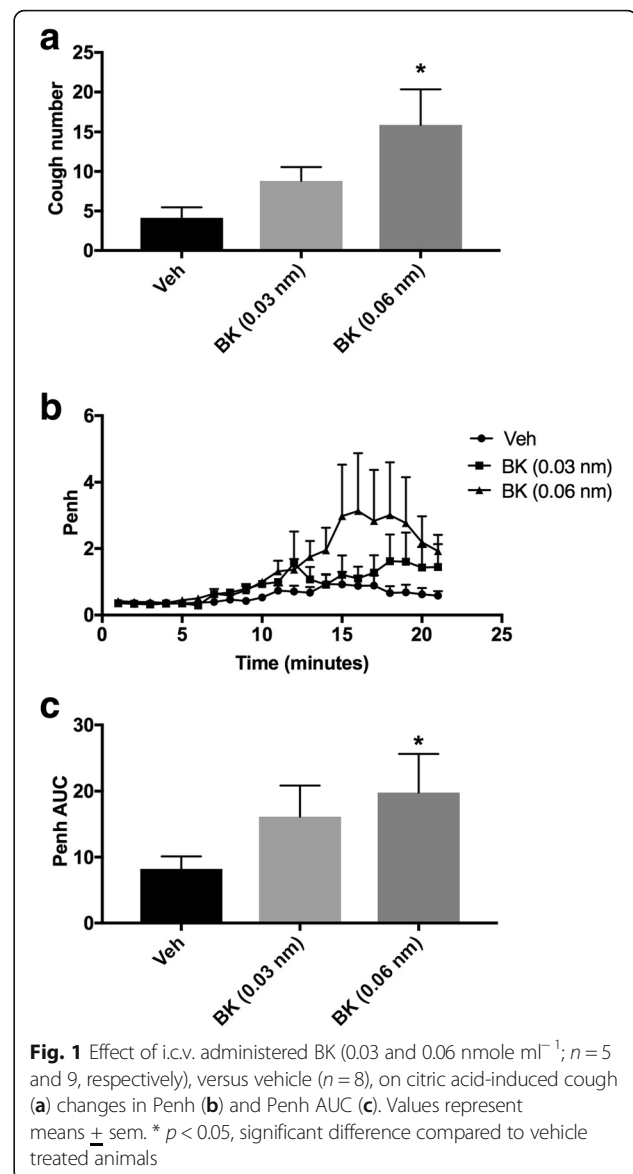 a
25
20
15
10
5
0
Cough number
*
Veh
BK (0.03 nm)
BK (0.06 nm)
b
6
4
2
0
Penh
0
5
10
15
20
25
Time (minutes)
Veh
BK (0.03 nm)
BK (0.06 nm)
c
30
20
10
0
Penh AUC
*
Veh
BK (0.03 nm)
BK (0.06 nm)
Fig. 1 Effect of i.c.v. administered BK (0.03 and 0.06 nmole ml⁻¹; n = 5
and 9, respectively), versus vehicle (n = 8), on citric acid-induced cough
(a) changes in Penh (b) and Penh AUC (c). Values represent
means ± sem. * p < 0.05, significant difference compared to vehicle
treated animals